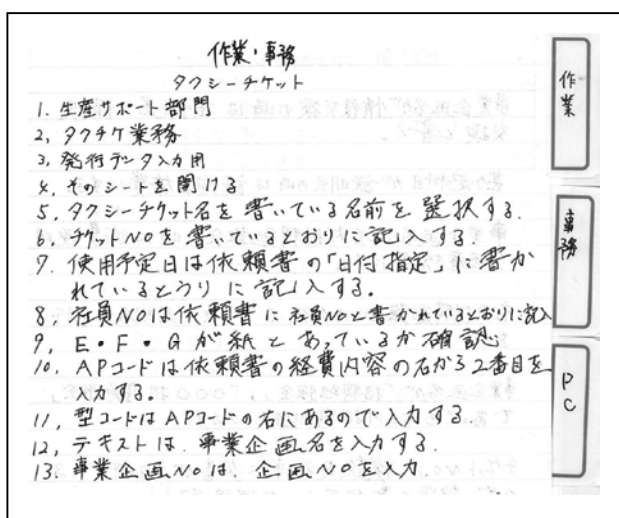 作業・事務
タクシーチケット
1. 生産サポート部門
2. タクチケ業務
3. 発行データ入力用
4. そのシートを開ける
5. タクシーチケット名を書いている名前を選択する.
6. チケットNOを書いているとおりに記入する.
7. 使用予定日は依頼書の「日付指定」に書か
れているとうりに記入する.
8. 社員NOは依頼書に社員NOと書かれているとおりに記入
9. E・F・Gが紙とあっているか確認
10. APコードは依頼書の経費内容の右から2番目を
入力する.
11. 型コードはAPコードの右にあるので入力する.
12. テキストは.事業企画名を入力する.
13. 事業企画NOは.企画NOを入力
作業
事務
PC